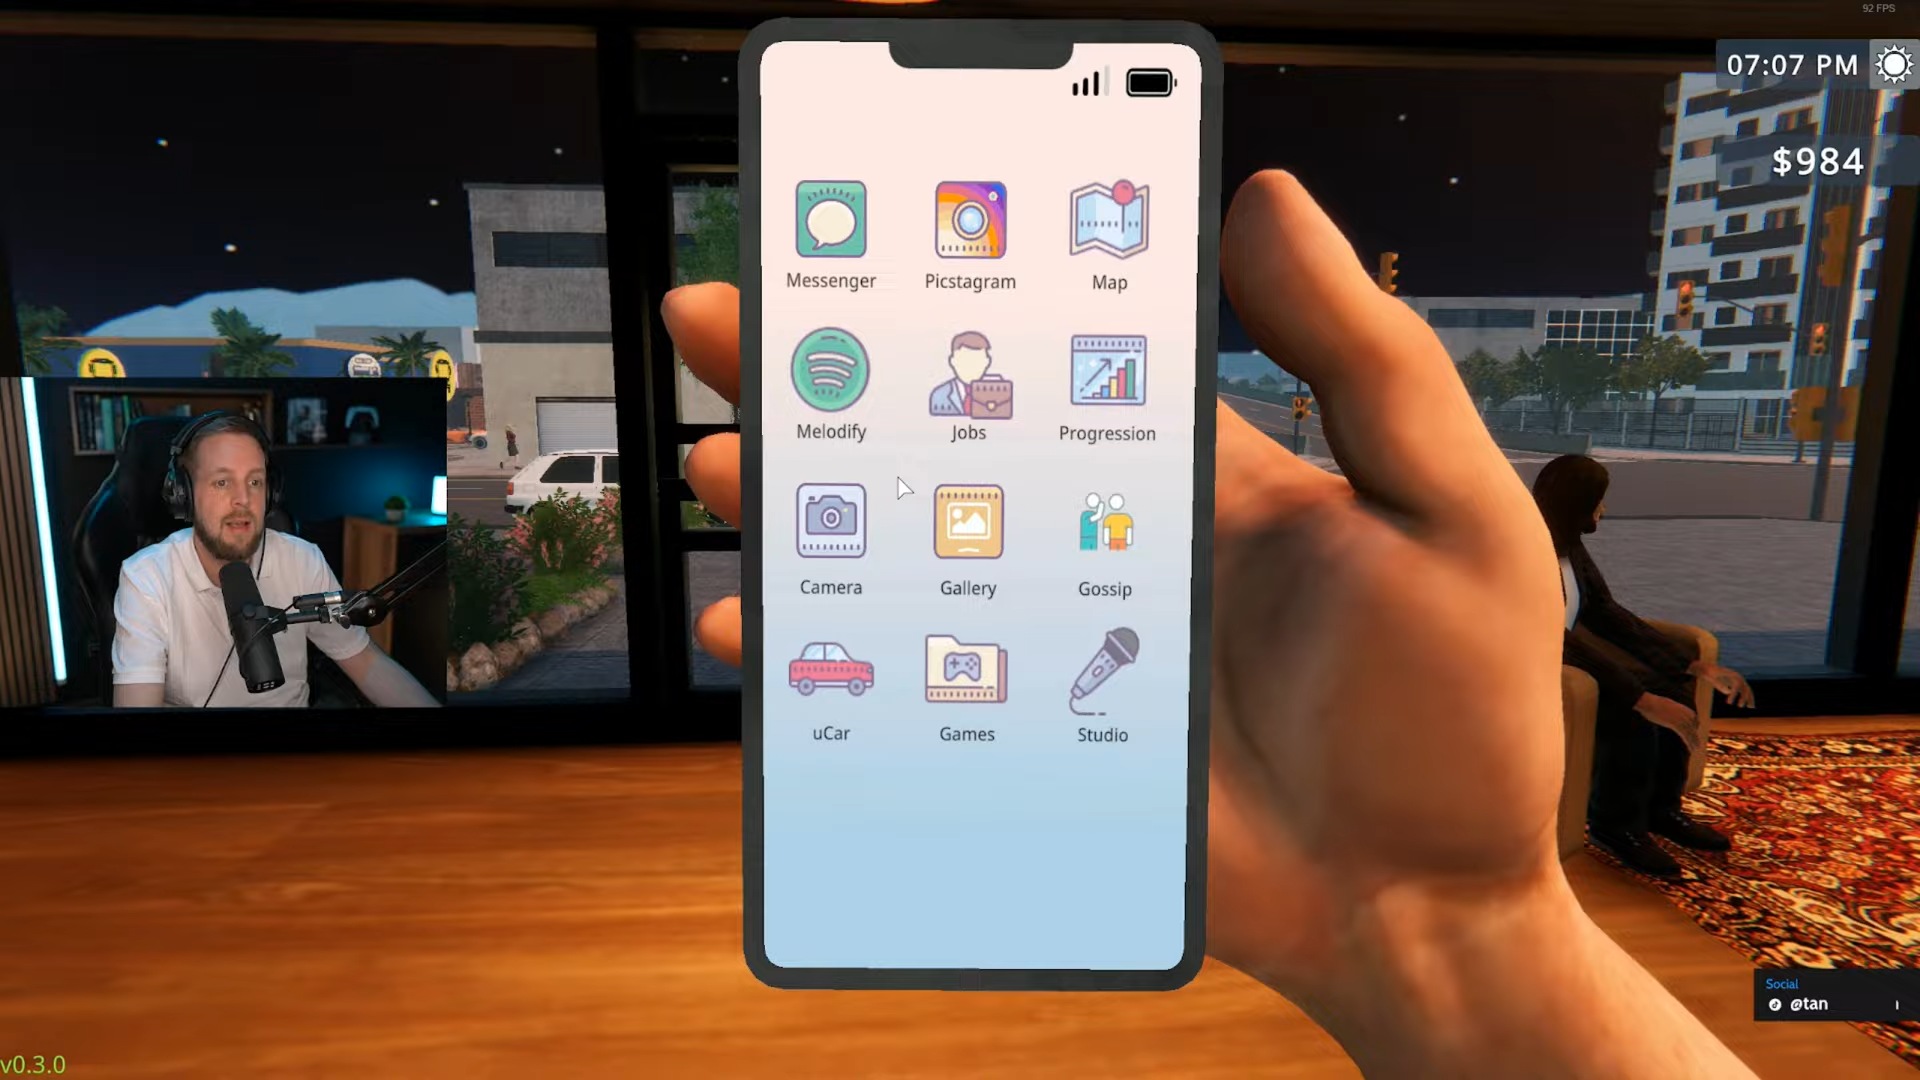 92 FPS
07:07 PM
$984
Messenger
Picstagram
Map
Melodify
Jobs
Progression
Camera
Gallery
Gossip
uCar
Games
Studio
Social
@tan
v0.3.0